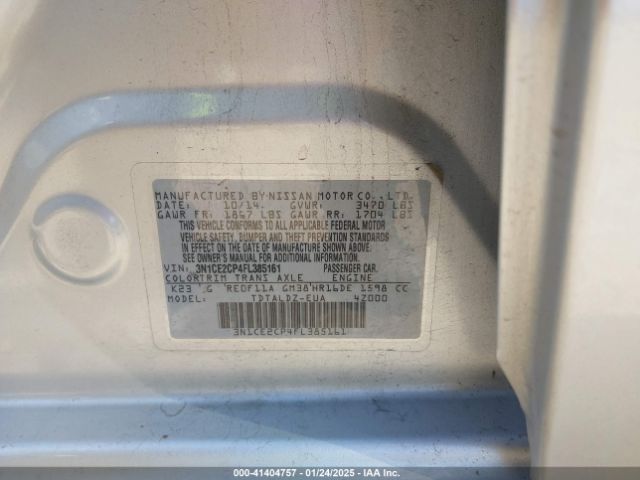 MANUFACTURED BY:NISSAN MOTOR CO., LTD.
DATE: 10/14. GVWR: 3470 LBS
GAWR FR: 1867 LBS GAWR RR: 1704 LBS
THIS VEHICLE CONFORMS TO ALL APPLICABLE FEDERAL MOTOR
VEHICLE SAFETY, BUMPER AND THEFT PREVENTION STANDARDS
IN EFFECT ON THE DATE OF MANUFACTURE SHOWN ABOVE.
SEE OWNER'S MANUAL FOR ADDITIONAL INFORMATION.
VIN: 3N1CE2CP4FL385161 PASSENGER CAR.
COLOR TRIM TRANS AXLE ENGINE
K23 G RE0F11A GM38 HR16DE 1598 CC
MODEL: TDTALDZ-EUA 4Z000
3N1CE2CP4FL385161
000-41404757 - 01/24/2025 - IAA Inc.